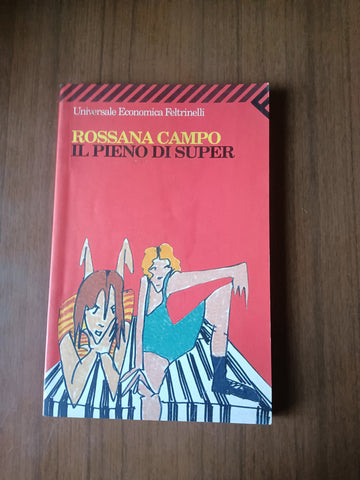 Universale Economica Feltrinelli
ROSSANA CAMPO
IL PIENO DI SUPER